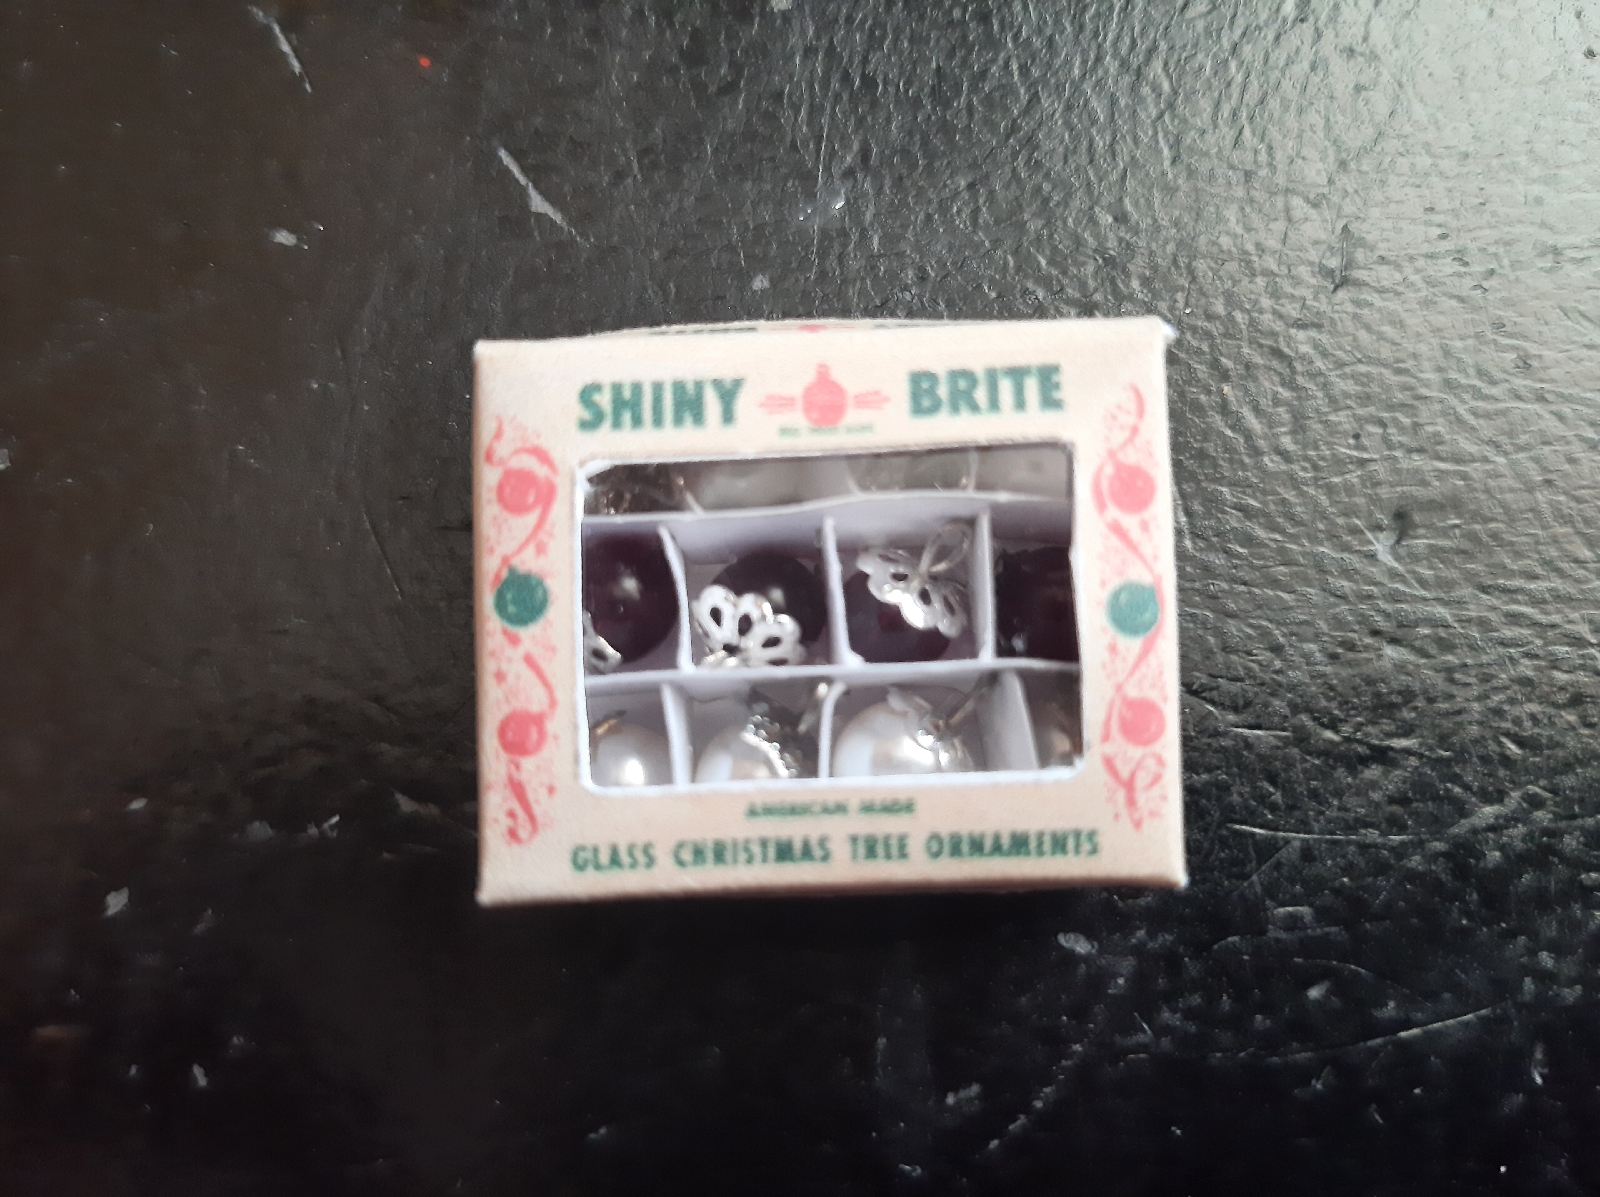 SHINY BRITE
AMERICAN MADE
GLASS CHRISTMAS TREE ORNAMENTS